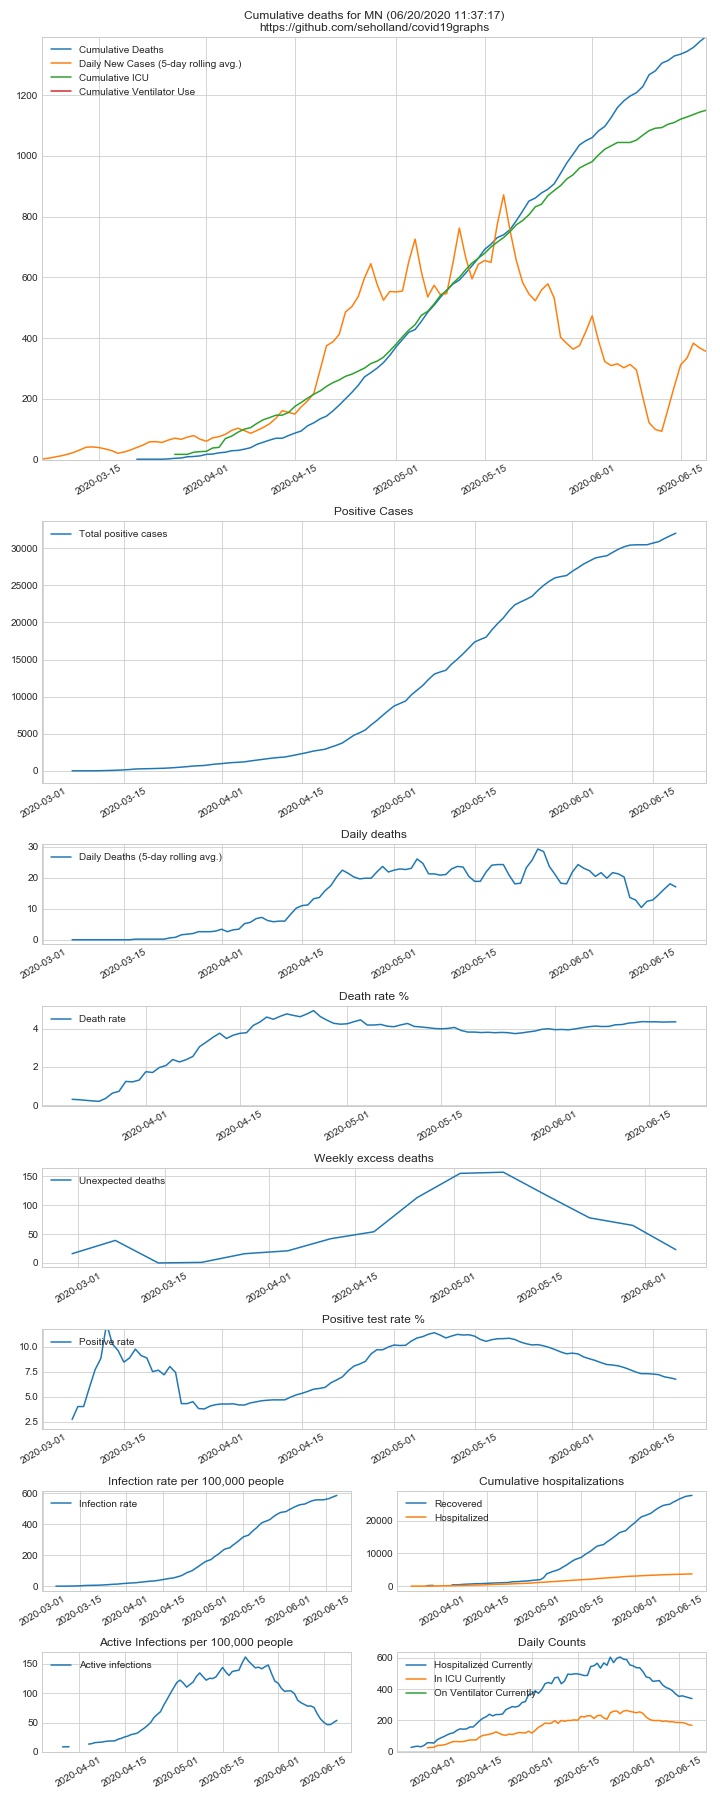 Cumulative deaths for MN (06/20/2020 11:37:17)
https://github.com/seholland/covid19graphs
Cumulative Deaths
Daily New Cases (5-day rolling avg.)
Cumulative ICU
Cumulative Ventilator Use
1200
1000
800
600
400
200
0
2020-03-15 2020-04-01 2020-04-15 2020-05-01 2020-05-15 2020-06-01 2020-06-15
Positive Cases
Total positive cases
30000
25000
20000
15000
10000
5000
0
2020-03-01 2020-03-15 2020-04-01 2020-04-15 2020-05-01 2020-05-15 2020-06-01 2020-06-15
Daily deaths
Daily Deaths (5-day rolling avg.)
30
20
10
0
2020-03-01 2020-03-15 2020-04-01 2020-04-15 2020-05-01 2020-05-15 2020-06-01 2020-06-15
Death rate %
Death rate
4
2
0
2020-04-01 2020-04-15 2020-05-01 2020-05-15 2020-06-01 2020-06-15
Weekly excess deaths
Unexpected deaths
150
100
50
0
2020-03-01 2020-03-15 2020-04-01 2020-04-15 2020-05-01 2020-05-15 2020-06-01
Positive test rate %
Positive rate
10.0
7.5
5.0
2.5
2020-03-01 2020-03-15 2020-04-01 2020-04-15 2020-05-01 2020-05-15 2020-06-01 2020-06-15
Infection rate per 100,000 people
Infection rate
600
400
200
0
2020-03-01 2020-03-15 2020-04-01 2020-04-15 2020-05-01 2020-05-15 2020-06-01 2020-06-15
Cumulative hospitalizations
Recovered
Hospitalized
20000
10000
0
2020-04-01 2020-04-15 2020-05-01 2020-05-15 2020-06-01 2020-06-15
Active Infections per 100,000 people
Active infections
150
100
50
0
2020-04-01 2020-04-15 2020-05-01 2020-05-15 2020-06-01 2020-06-15
Daily Counts
Hospitalized Currently
In ICU Currently
On Ventilator Currently
600
400
200
0
2020-04-01 2020-04-15 2020-05-01 2020-05-15 2020-06-01 2020-06-15